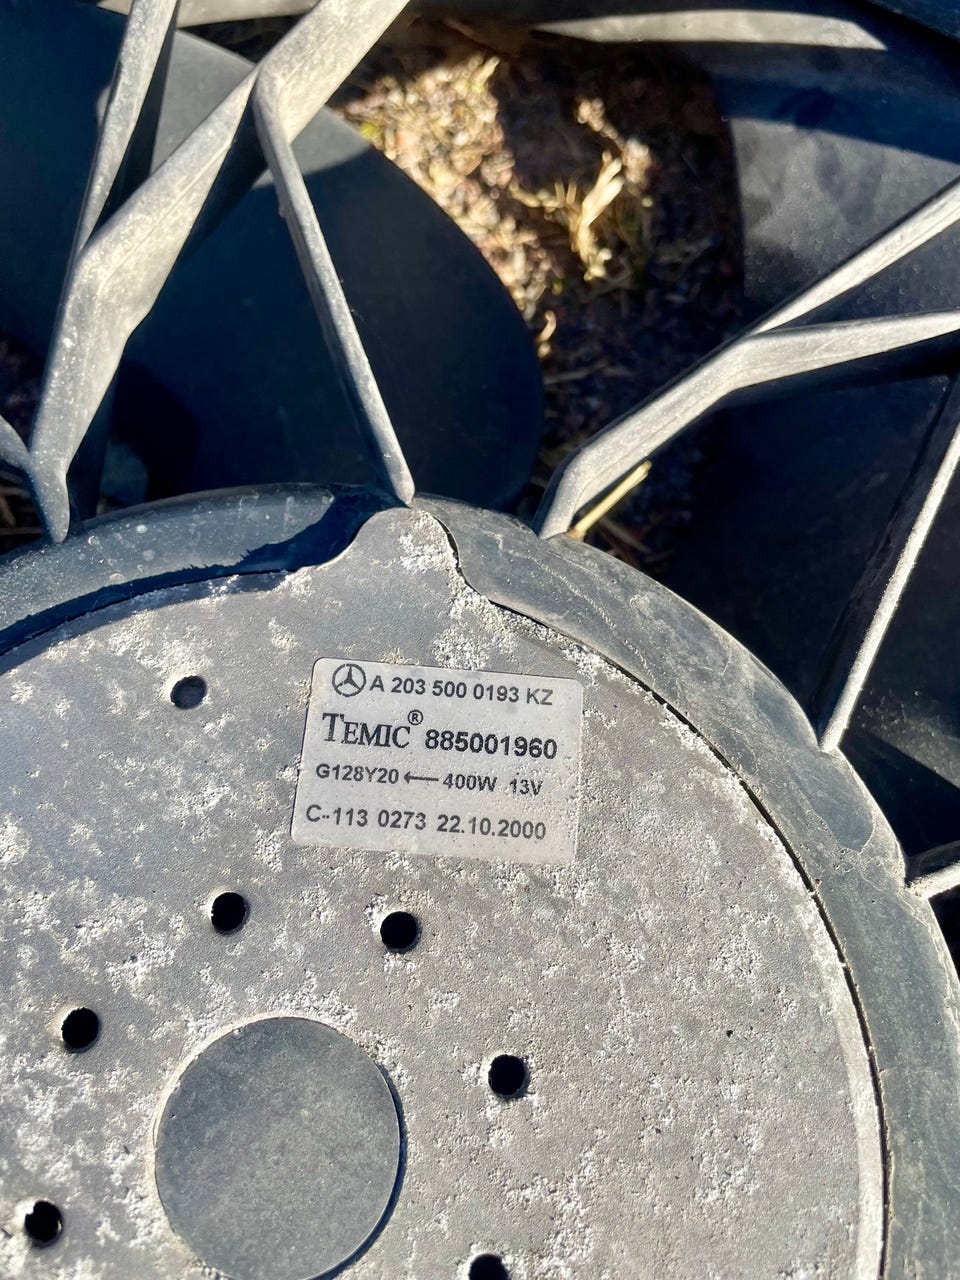 A 203 500 0193 KZ
TEMIC® 885001960
G128Y20 ⟵ 400W 13V
C-113 0273 22.10.2000